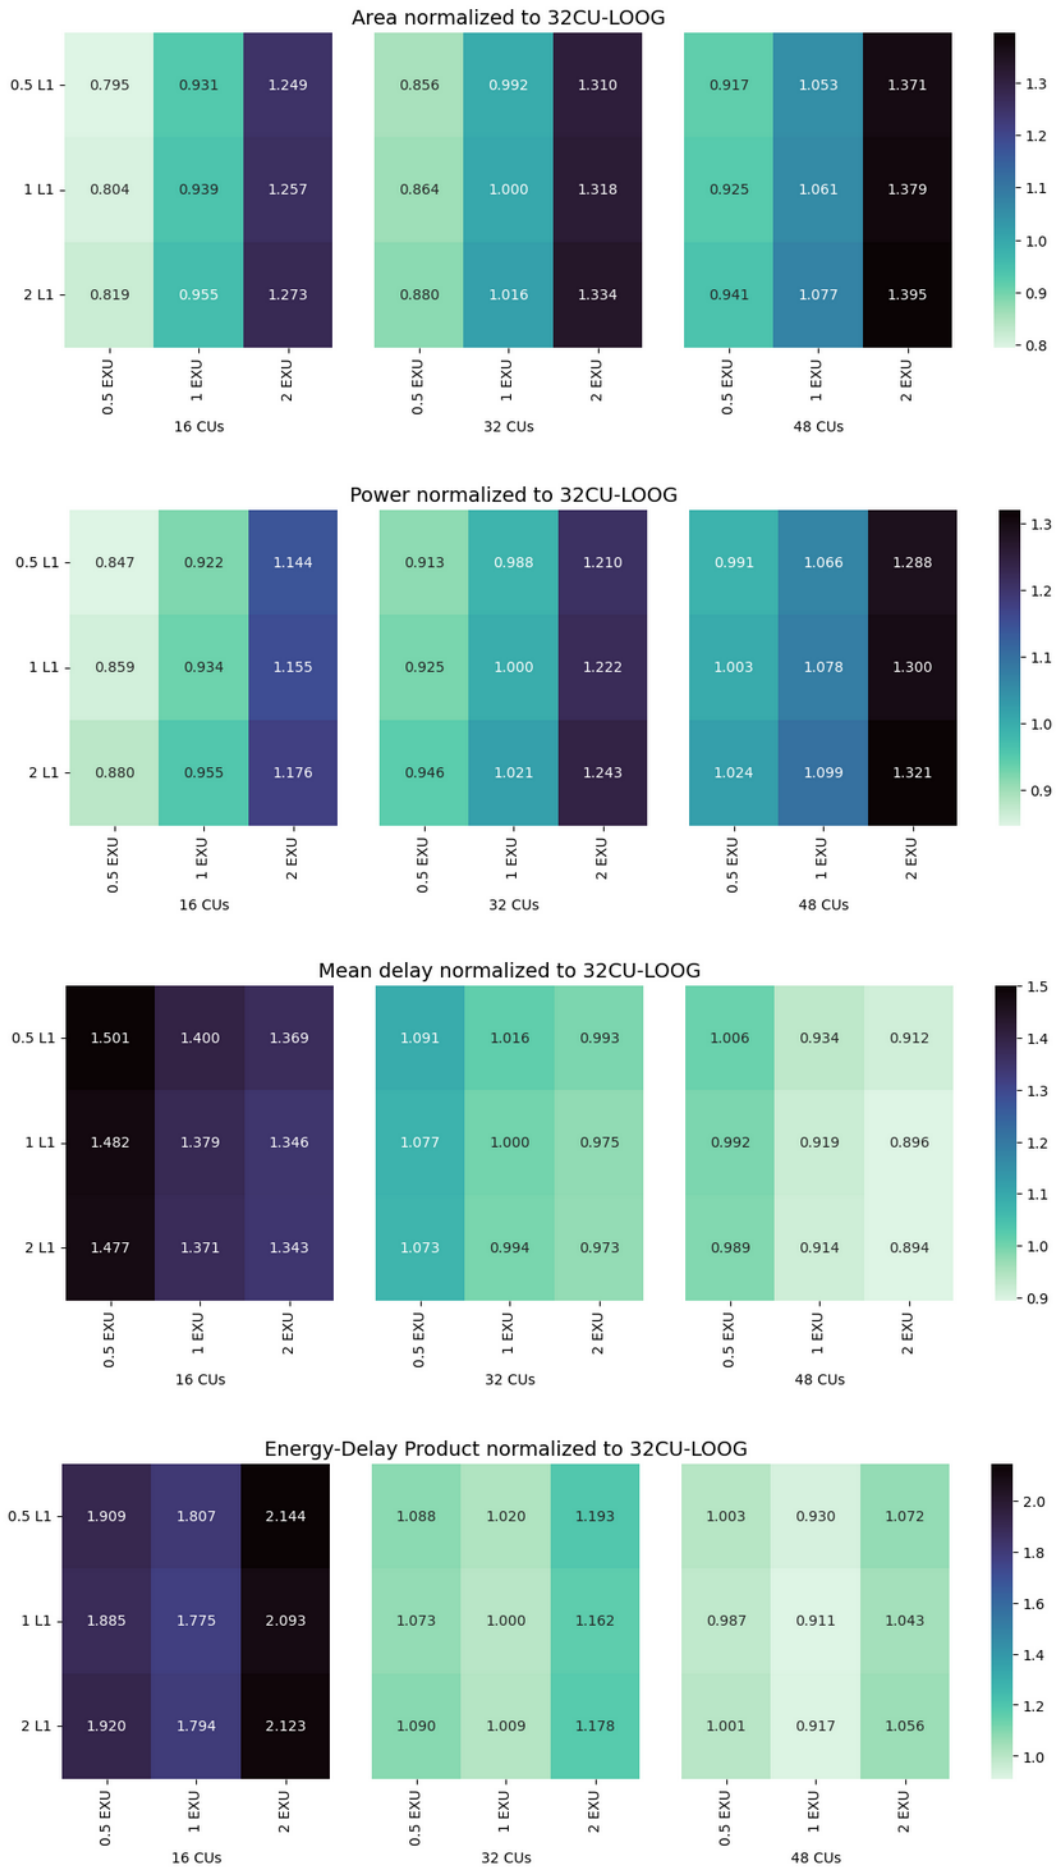 Area normalized to 32CU-LOOG
0.5 L1 0.795 0.931 1.249 0.856 0.992 1.310 0.917 1.053 1.371
1 L1 0.804 0.939 1.257 0.864 1.000 1.318 0.925 1.061 1.379
2 L1 0.819 0.955 1.273 0.880 1.016 1.334 0.941 1.077 1.395
1.3
1.2
1.1
1.0
0.9
0.8
0.5 EXU 1 EXU 2 EXU 0.5 EXU 1 EXU 2 EXU 0.5 EXU 1 EXU 2 EXU
16 CUs 32 CUs 48 CUs
Power normalized to 32CU-LOOG
0.5 L1 0.847 0.922 1.144 0.913 0.988 1.210 0.991 1.066 1.288
1 L1 0.859 0.934 1.155 0.925 1.000 1.222 1.003 1.078 1.300
2 L1 0.880 0.955 1.176 0.946 1.021 1.243 1.024 1.099 1.321
1.3
1.2
1.1
1.0
0.9
0.5 EXU 1 EXU 2 EXU 0.5 EXU 1 EXU 2 EXU 0.5 EXU 1 EXU 2 EXU
16 CUs 32 CUs 48 CUs
Mean delay normalized to 32CU-LOOG
0.5 L1 1.501 1.400 1.369 1.091 1.016 0.993 1.006 0.934 0.912
1 L1 1.482 1.379 1.346 1.077 1.000 0.975 0.992 0.919 0.896
2 L1 1.477 1.371 1.343 1.073 0.994 0.973 0.989 0.914 0.894
1.5
1.4
1.3
1.2
1.1
1.0
0.9
0.5 EXU 1 EXU 2 EXU 0.5 EXU 1 EXU 2 EXU 0.5 EXU 1 EXU 2 EXU
16 CUs 32 CUs 48 CUs
Energy-Delay Product normalized to 32CU-LOOG
0.5 L1 1.909 1.807 2.144 1.088 1.020 1.193 1.003 0.930 1.072
1 L1 1.885 1.775 2.093 1.073 1.000 1.162 0.987 0.911 1.043
2 L1 1.920 1.794 2.123 1.090 1.009 1.178 1.001 0.917 1.056
2.0
1.8
1.6
1.4
1.2
1.0
0.5 EXU 1 EXU 2 EXU 0.5 EXU 1 EXU 2 EXU 0.5 EXU 1 EXU 2 EXU
16 CUs 32 CUs 48 CUs